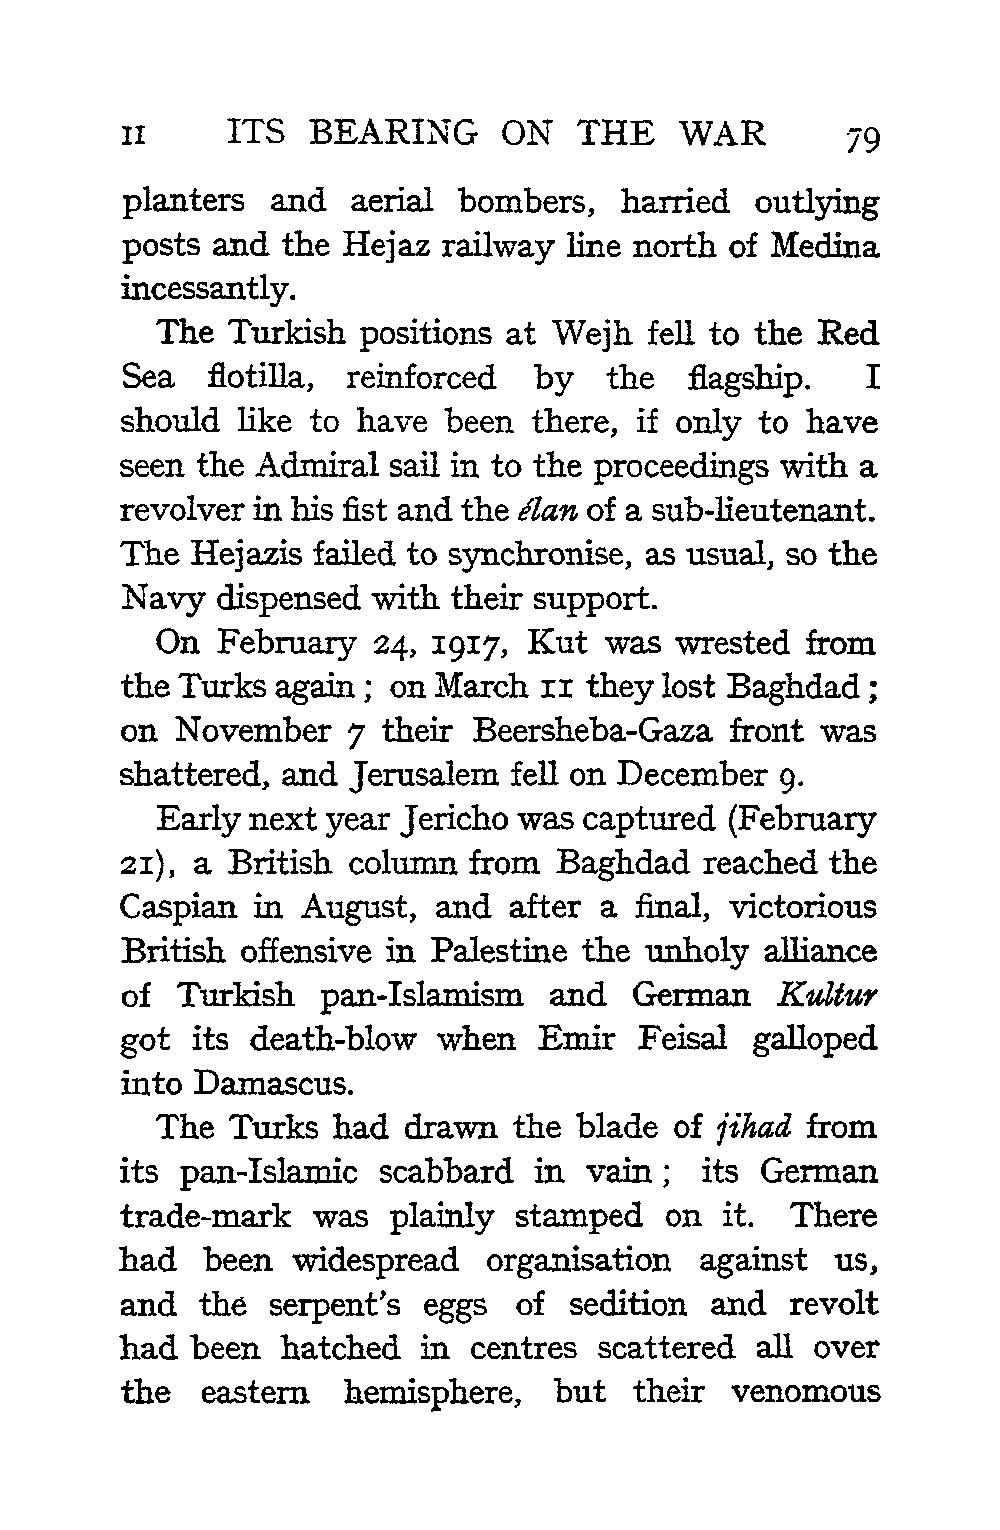 II ITS BEARING ON THE WAR 79
planters and aerial bombers, harried outlying
posts and the Hejaz railway line north of Medina
incessantly.
The Turkish positions at Wejh fell to the Red
Sea flotilla, reinforced by the flagship. I
should like to have been there, if only to have
seen the Admiral sail in to the proceedings with a
revolver in his fist and the élan of a sub-lieutenant.
The Hejazis failed to synchronise, as usual, so the
Navy dispensed with their support.
On February 24, 1917, Kut was wrested from
the Turks again ; on March 11 they lost Baghdad ;
on November 7 their Beersheba-Gaza front was
shattered, and Jerusalem fell on December 9.
Early next year Jericho was captured (February
21), a British column from Baghdad reached the
Caspian in August, and after a final, victorious
British offensive in Palestine the unholy alliance
of Turkish pan-Islamism and German Kultur
got its death-blow when Emir Feisal galloped
into Damascus.
The Turks had drawn the blade of jihad from
its pan-Islamic scabbard in vain ; its German
trade-mark was plainly stamped on it. There
had been widespread organisation against us,
and the serpent's eggs of sedition and revolt
had been hatched in centres scattered all over
the eastern hemisphere, but their venomous